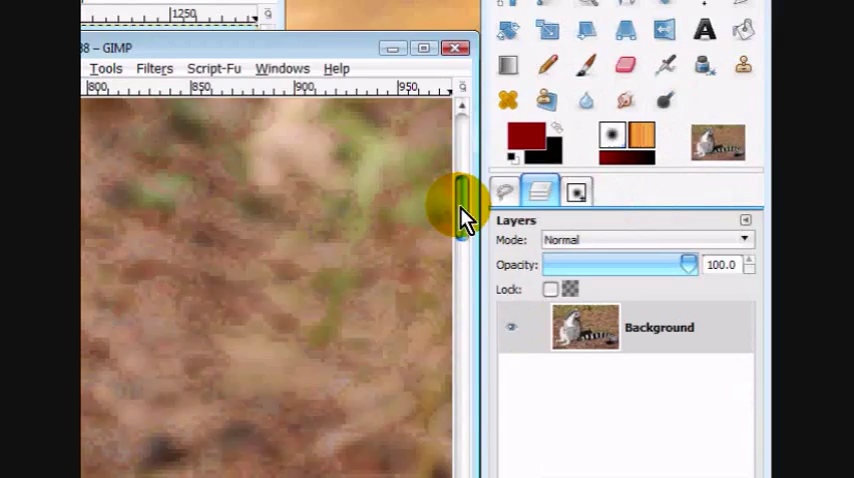 1250
38 – GIMP
Tools Filters Script-Fu Windows Help
800 850 900 950
Layers
Mode: Normal
Opacity: 100.0
Lock:
Background